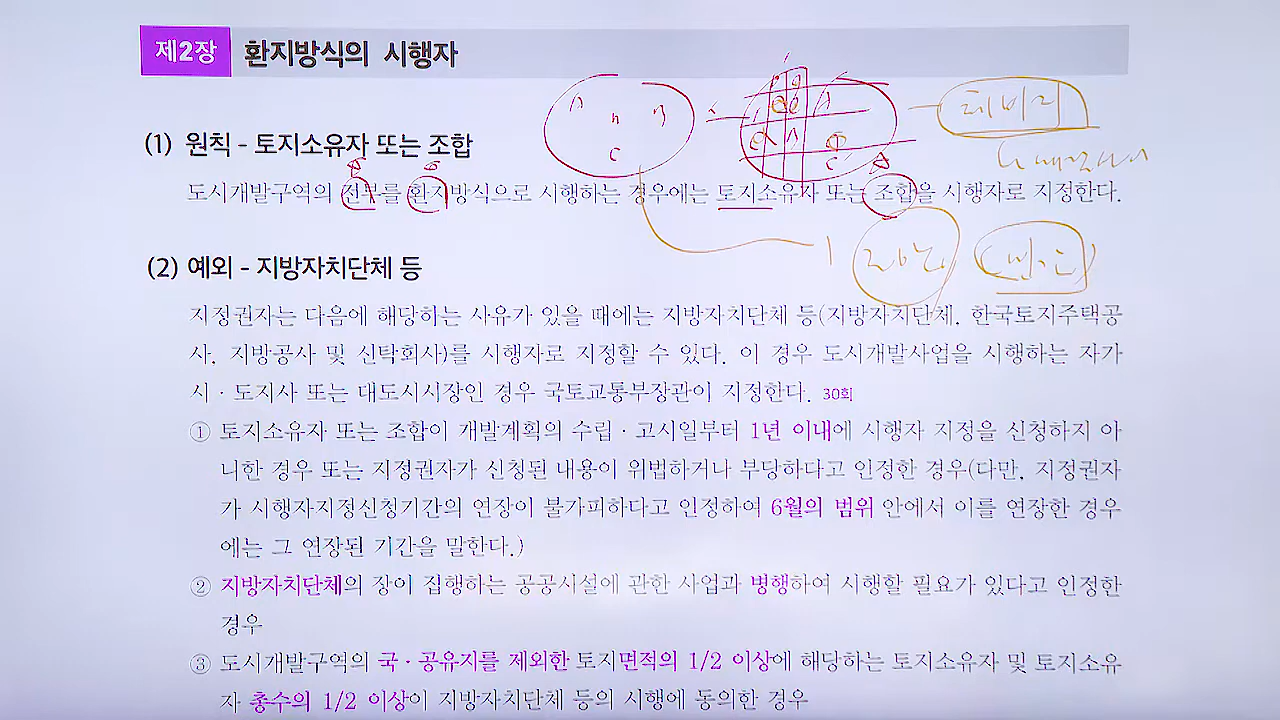 제2장 환지방식의 시행자
(1) 원칙 - 토지소유자 또는 조합
도시개발구역의 전부를 환지방식으로 시행하는 경우에는 토지소유자 또는 조합을 시행자로 지정한다.
(2) 예외 - 지방자치단체 등
지정권자는 다음에 해당하는 사유가 있을 때에는 지방자치단체 등(지방자치단체, 한국토지주택공
사, 지방공사 및 신탁회사)를 시행자로 지정할 수 있다. 이 경우 도시개발사업을 시행하는 자가
시 · 도지사 또는 대도시시장인 경우 국토교통부장관이 지정한다. 30회
① 토지소유자 또는 조합이 개발계획의 수립 · 고시일부터 1년 이내에 시행자 지정을 신청하지 아
니한 경우 또는 지정권자가 신청된 내용이 위법하거나 부당하다고 인정한 경우(다만, 지정권자
가 시행자지정신청기간의 연장이 불가피하다고 인정하여 6월의 범위 안에서 이를 연장한 경우
에는 그 연장된 기간을 말한다.)
② 지방자치단체의 장이 집행하는 공공시설에 관한 사업과 병행하여 시행할 필요가 있다고 인정한
경우
③ 도시개발구역의 국 · 공유지를 제외한 토지면적의 1/2 이상에 해당하는 토지소유자 및 토지소유
자 총수의 1/2 이상이 지방자치단체 등의 시행에 동의한 경우
체비지